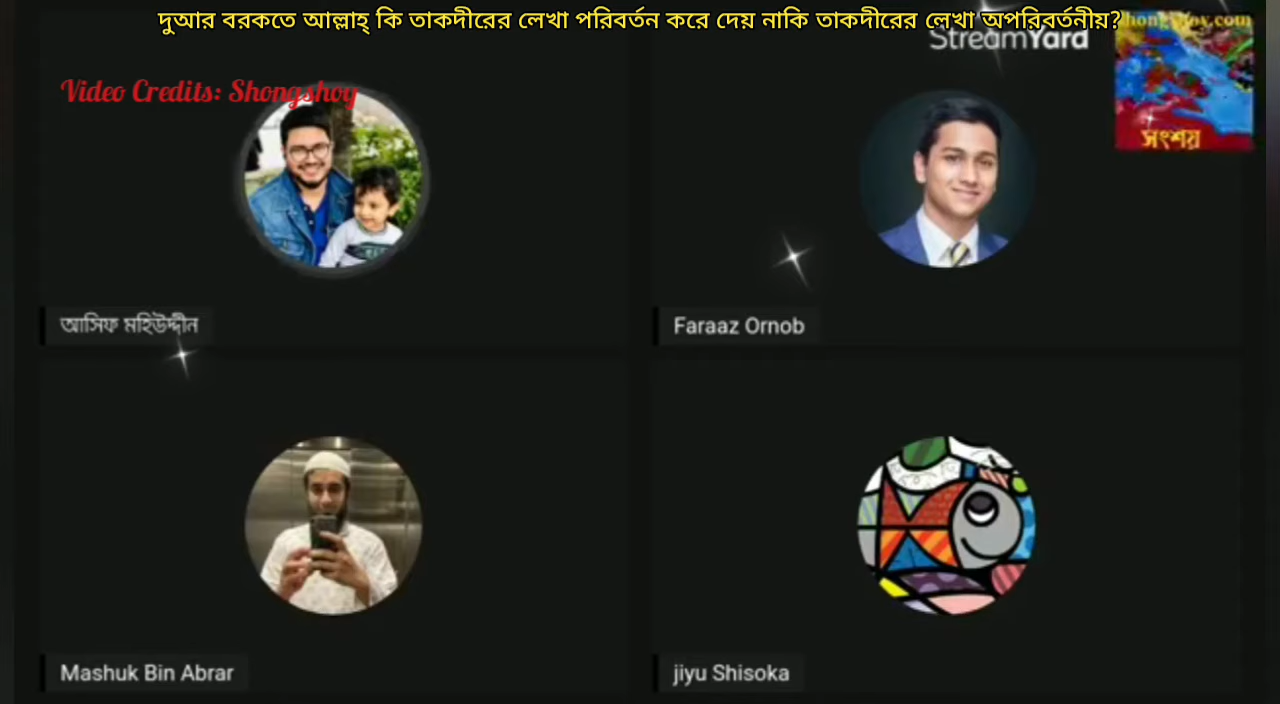 দুআর বরকতে আল্লাহ্ কি তাকদীরের লেখা পরিবর্তন করে দেয় নাকি তাকদীরের লেখা অপরিবর্তনীয়?
StreamYard
Video Credits: Shongshoy
সংশয়
আসিফ মহিউদ্দীন
Faraaz Ornob
Mashuk Bin Abrar
jiyu Shisoka